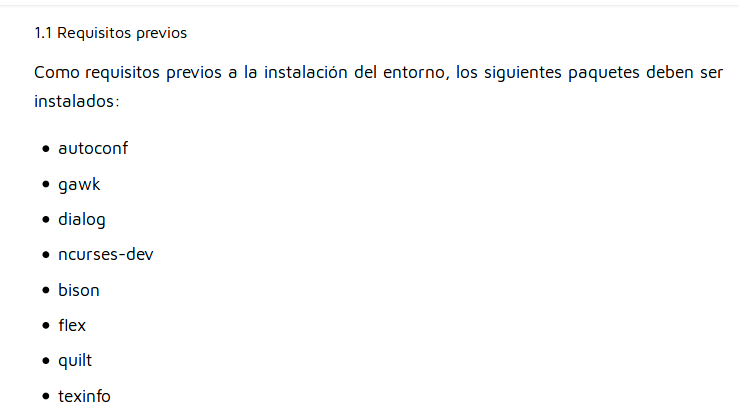 1.1 Requisitos previos
Como requisitos previos a la instalación del entorno, los siguientes paquetes deben ser
instalados:
• autoconf
• gawk
• dialog
• ncurses-dev
• bison
• flex
• quilt
• texinfo